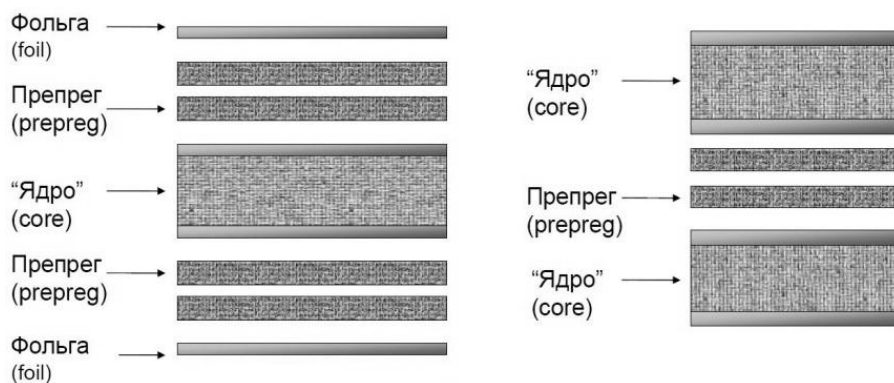 Фольга
(foil)
Препрег
(prepreg)
“Ядро”
(core)
Препрег
(prepreg)
Фольга
(foil)
“Ядро”
(core)
Препрег
(prepreg)
“Ядро”
(core)